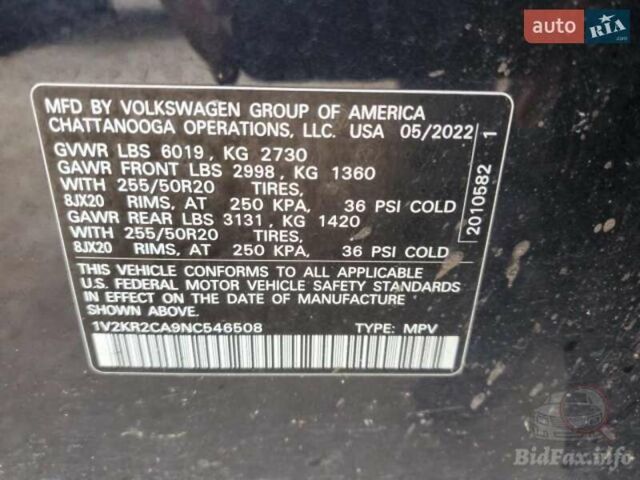 auto RIA
.com
MFD BY VOLKSWAGEN GROUP OF AMERICA
CHATTANOOGA OPERATIONS, LLC. USA 05/2022
GVWR LBS 6019, KG 2730
GAWR FRONT LBS 2998, KG 1360
WITH 255/50R20 TIRES,
8JX20 RIMS, AT 250 KPA, 36 PSI COLD
GAWR REAR LBS 3131, KG 1420
WITH 255/50R20 TIRES,
8JX20 RIMS, AT 250 KPA, 36 PSI COLD
2010582 1
THIS VEHICLE CONFORMS TO ALL APPLICABLE
U.S. FEDERAL MOTOR VEHICLE SAFETY STANDARDS
IN EFFECT ON THE DATE OF MANUFACTURE
1V2KR2CA9NC546508 TYPE: MPV
BidFax.info